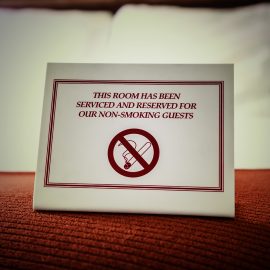 THIS ROOM HAS BEEN
SERVICED AND RESERVED FOR
OUR NON-SMOKING GUESTS